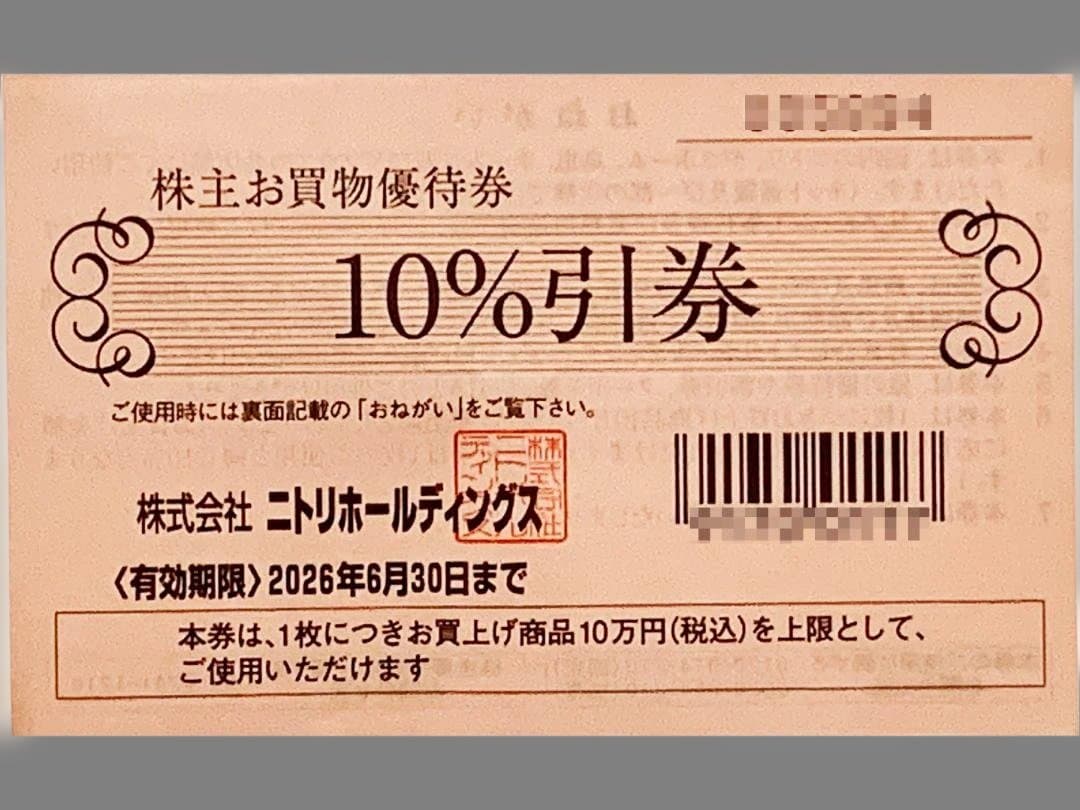 株主お買物優待券
10%引券
ご使用時には裏面記載の「おねがい」をご覧下さい。
株式会社 ニトリホールディングス
〈有効期限〉2026年6月30日まで
本券は、1枚につきお買上げ商品10万円(税込)を上限として、
ご使用いただけます